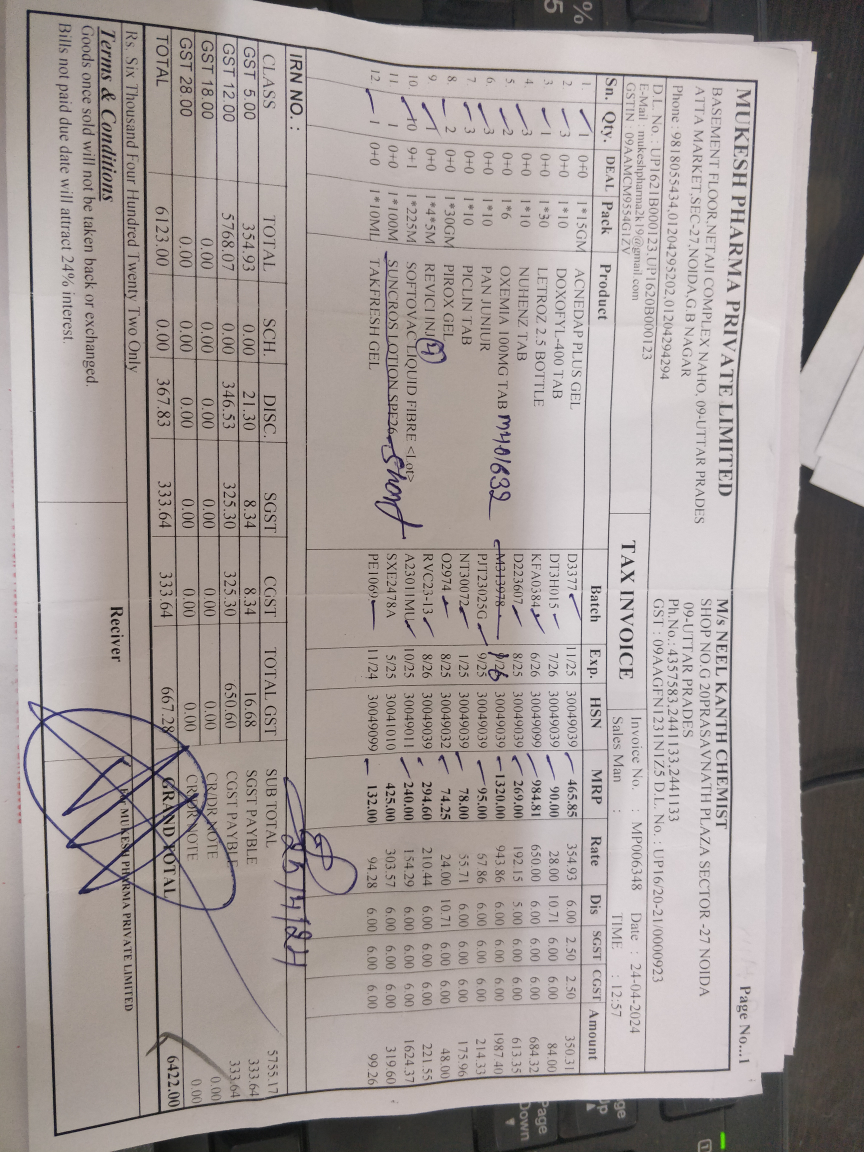 Page No...1
MUKESH PHARMA PRIVATE LIMITED
BASEMENT FLOOR,NETAJI COMPLEX NAHO, 09-UTTAR PRADES
ATTA MARKET,SEC-27,NOIDA,G.B NAGAR
Phone : 9818055434,01204295202,01204294294
D.L. No. : UP1621B000123,UP1620B000123
E-Mail : mukeshpharma2k19@gmail.com
GSTIN : 09AAMCM9554G1ZV
M/s NEEL KANTH CHEMIST
SHOP NO.G 20PRASAVNATH PLAZA SECTOR -27 NOIDA
09-UTTAR PRADES
Ph.No.: 4357583,2441133,2441133
GST : 09AAGFN1231N1Z5 D.L. No. : UP16/20-21/0000923
TAX INVOICE
Invoice No. : MP006348 Date : 24-04-2024
Sales Man : TIME : 12:57
Sn. Qty. DEAL Pack Product Batch Exp. HSN MRP Rate Dis SGST CGST Amount
1. 1 0+0 1*15GM ACNEDAP PLUS GEL D3377 11/25 30049039 465.85 354.93 6.00 2.50 2.50 350.31
2. 3 0+0 1*10 DOXOFYL-400 TAB DT3H015 7/26 30049039 90.00 28.00 10.71 6.00 6.00 84.00
3. 1 0+0 1*30 LETROZ 2.5 BOTTLE KFA0384 6/26 30049099 984.81 650.00 6.00 6.00 6.00 684.32
4. 3 0+0 1*10 NUHENZ TAB D223607 8/25 30049039 269.00 192.15 5.00 6.00 6.00 613.35
5. 2 0+0 1*6 OXEMIA 100MG TAB M401632 M313978 1/26 30049039 1320.00 943.86 6.00 6.00 6.00 1987.40
6. 3 0+0 1*10 PAN JUNIUR PJT23025G 9/25 30049039 95.00 67.86 6.00 6.00 6.00 214.33
7. 3 0+0 1*10 PICLIN TAB NT30072 1/25 30049039 78.00 55.71 6.00 6.00 6.00 175.96
8. 2 0+0 1*30GM PIROX GEL O2974 8/25 30049032 74.25 24.00 10.71 6.00 6.00 48.00
9. 1 0+0 1*4*5M REVICI INJ RVC23-13 8/26 30049039 294.60 210.44 6.00 6.00 6.00 221.55
10. 10 9+1 1*225M SOFTOVAC LIQUID FIBRE <Lot> A23011MU 10/25 30049011 240.00 154.29 6.00 6.00 6.00 1624.37
11. 1 0+0 1*100M SUNCROS LOTION SPF26 Short SXE2478A 5/25 30041010 425.00 303.57 6.00 6.00 6.00 319.60
12. 1 0+0 1*10ML TAKFRESH GEL PE1069 11/24 30049099 132.00 94.28 6.00 6.00 6.00 99.26
25/4/24
IRN NO. :
CLASS TOTAL SCH. DISC. SGST CGST TOTAL GST
GST 5.00 354.93 0.00 21.30 8.34 8.34 16.68
GST 12.00 5768.07 0.00 346.53 325.30 325.30 650.60
GST 18.00 0.00 0.00 0.00 0.00 0.00 0.00
GST 28.00 0.00 0.00 0.00 0.00 0.00 0.00
TOTAL 6123.00 0.00 367.83 333.64 333.64 667.28
SUB TOTAL 5755.17
SGST PAYBLE 333.64
CGST PAYBLE 333.64
CR/DR NOTE 0.00
CR/DR NOTE 0.00
GRAND TOTAL 6422.00
Rs. Six Thousand Four Hundred Twenty Two Only
Terms & Conditions
Goods once sold will not be taken back or exchanged.
Bills not paid due date will attract 24% interest.
Reciver
For MUKESH PHARMA PRIVATE LIMITED
%
5
Page
Down